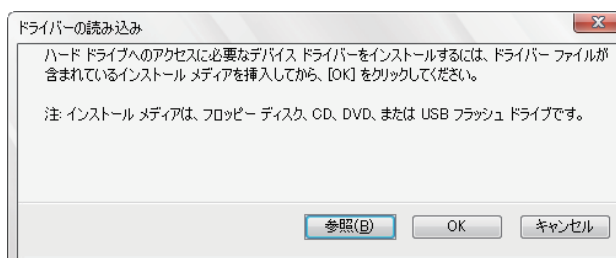 ドライバーの読み込み
ハード ドライブへのアクセスに必要なデバイス ドライバーをインストールするには、ドライバー ファイルが
含まれているインストール メディアを挿入してから、[OK] をクリックしてください。
注: インストール メディアは、フロッピー ディスク、CD、DVD、または USB フラッシュ ドライブです。
参照(B) OK キャンセル